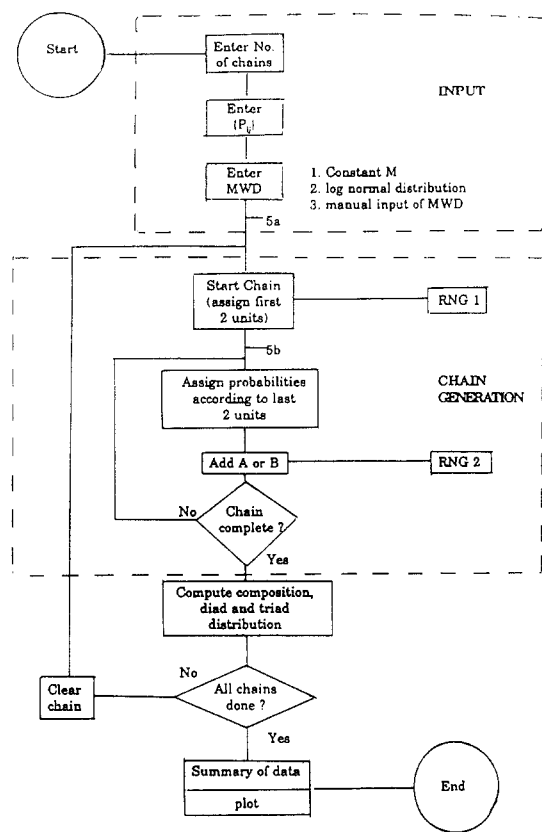 Start
Enter No.
of chains
INPUT
Enter
{P_ij}
Enter
MWD
1. Constant M
2. log normal distribution
3. manual input of MWD
5a
Start Chain
(assign first
2 units)
RNG 1
5b
Assign probabilities
according to last
2 units
CHAIN
GENERATION
Add A or B
RNG 2
No
Chain
complete ?
Yes
Compute composition,
diad and triad
distribution
No
Clear
chain
All chains
done ?
Yes
Summary of data
plot
End